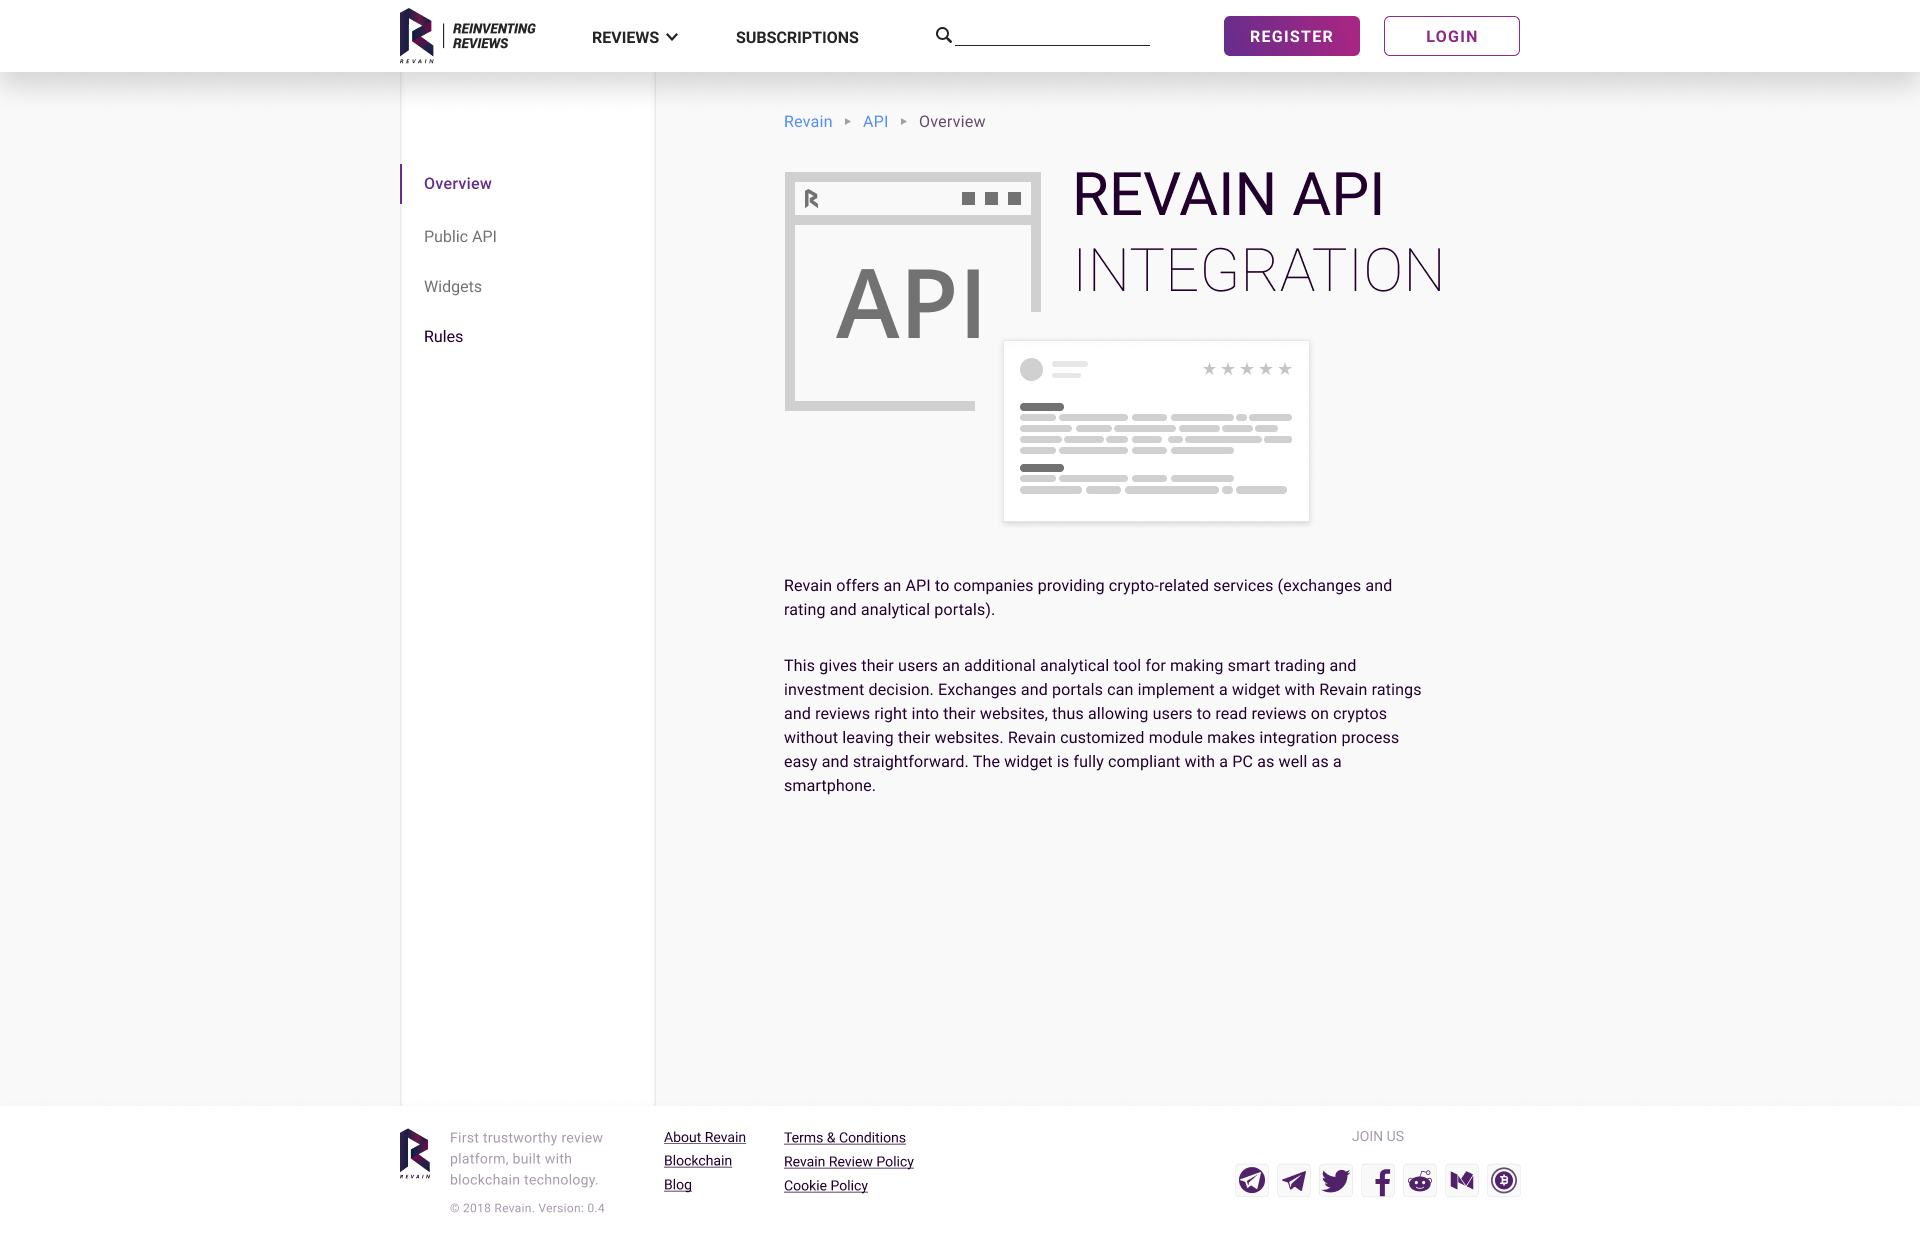 REVAIN
REINVENTING
REVIEWS
REVIEWS
SUBSCRIPTIONS
REGISTER
LOGIN
Overview
Public API
Widgets
Rules
Revain
API
Overview
API
REVAIN API
INTEGRATION
Revain offers an API to companies providing crypto-related services (exchanges and
rating and analytical portals).
This gives their users an additional analytical tool for making smart trading and
investment decision. Exchanges and portals can implement a widget with Revain ratings
and reviews right into their websites, thus allowing users to read reviews on cryptos
without leaving their websites. Revain customized module makes integration process
easy and straightforward. The widget is fully compliant with a PC as well as a
smartphone.
REVAIN
First trustworthy review
platform, built with
blockchain technology.
© 2018 Revain. Version: 0.4
About Revain
Blockchain
Blog
Terms & Conditions
Revain Review Policy
Cookie Policy
JOIN US